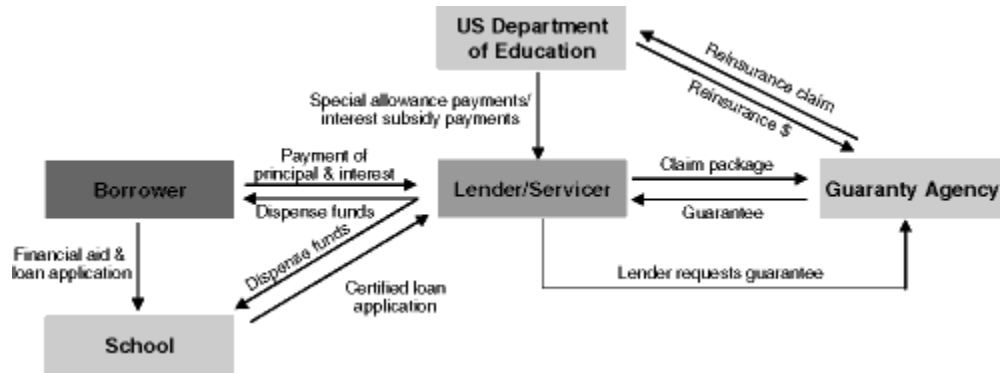 US Department
of Education
Reinsurance claim
Reinsurance $
Special allowance payments/
interest subsidy payments
Payment of
principal & interest
Claim package
Borrower
Lender/Servicer
Guaranty Agency
Dispense funds
Guarantee
Financial aid &
loan application
Dispense funds
Lender requests guarantee
Certified loan
application
School